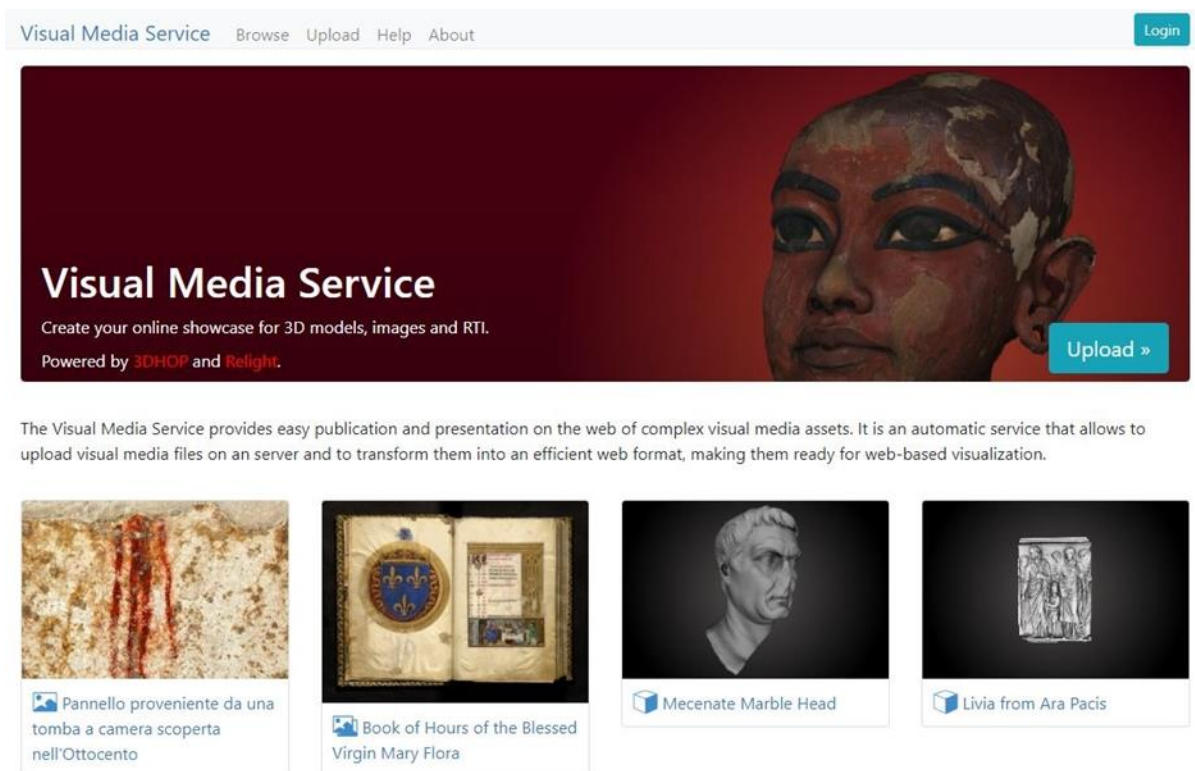 Visual Media Service Browse Upload Help About Login
Visual Media Service
Create your online showcase for 3D models, images and RTI.
Powered by 3DHOP and Relight.
Upload »
The Visual Media Service provides easy publication and presentation on the web of complex visual media assets. It is an automatic service that allows to
upload visual media files on an server and to transform them into an efficient web format, making them ready for web-based visualization.
Pannello proveniente da una
tomba a camera scoperta
nell'Ottocento
Book of Hours of the Blessed
Virgin Mary Flora
Mecenate Marble Head
Livia from Ara Pacis